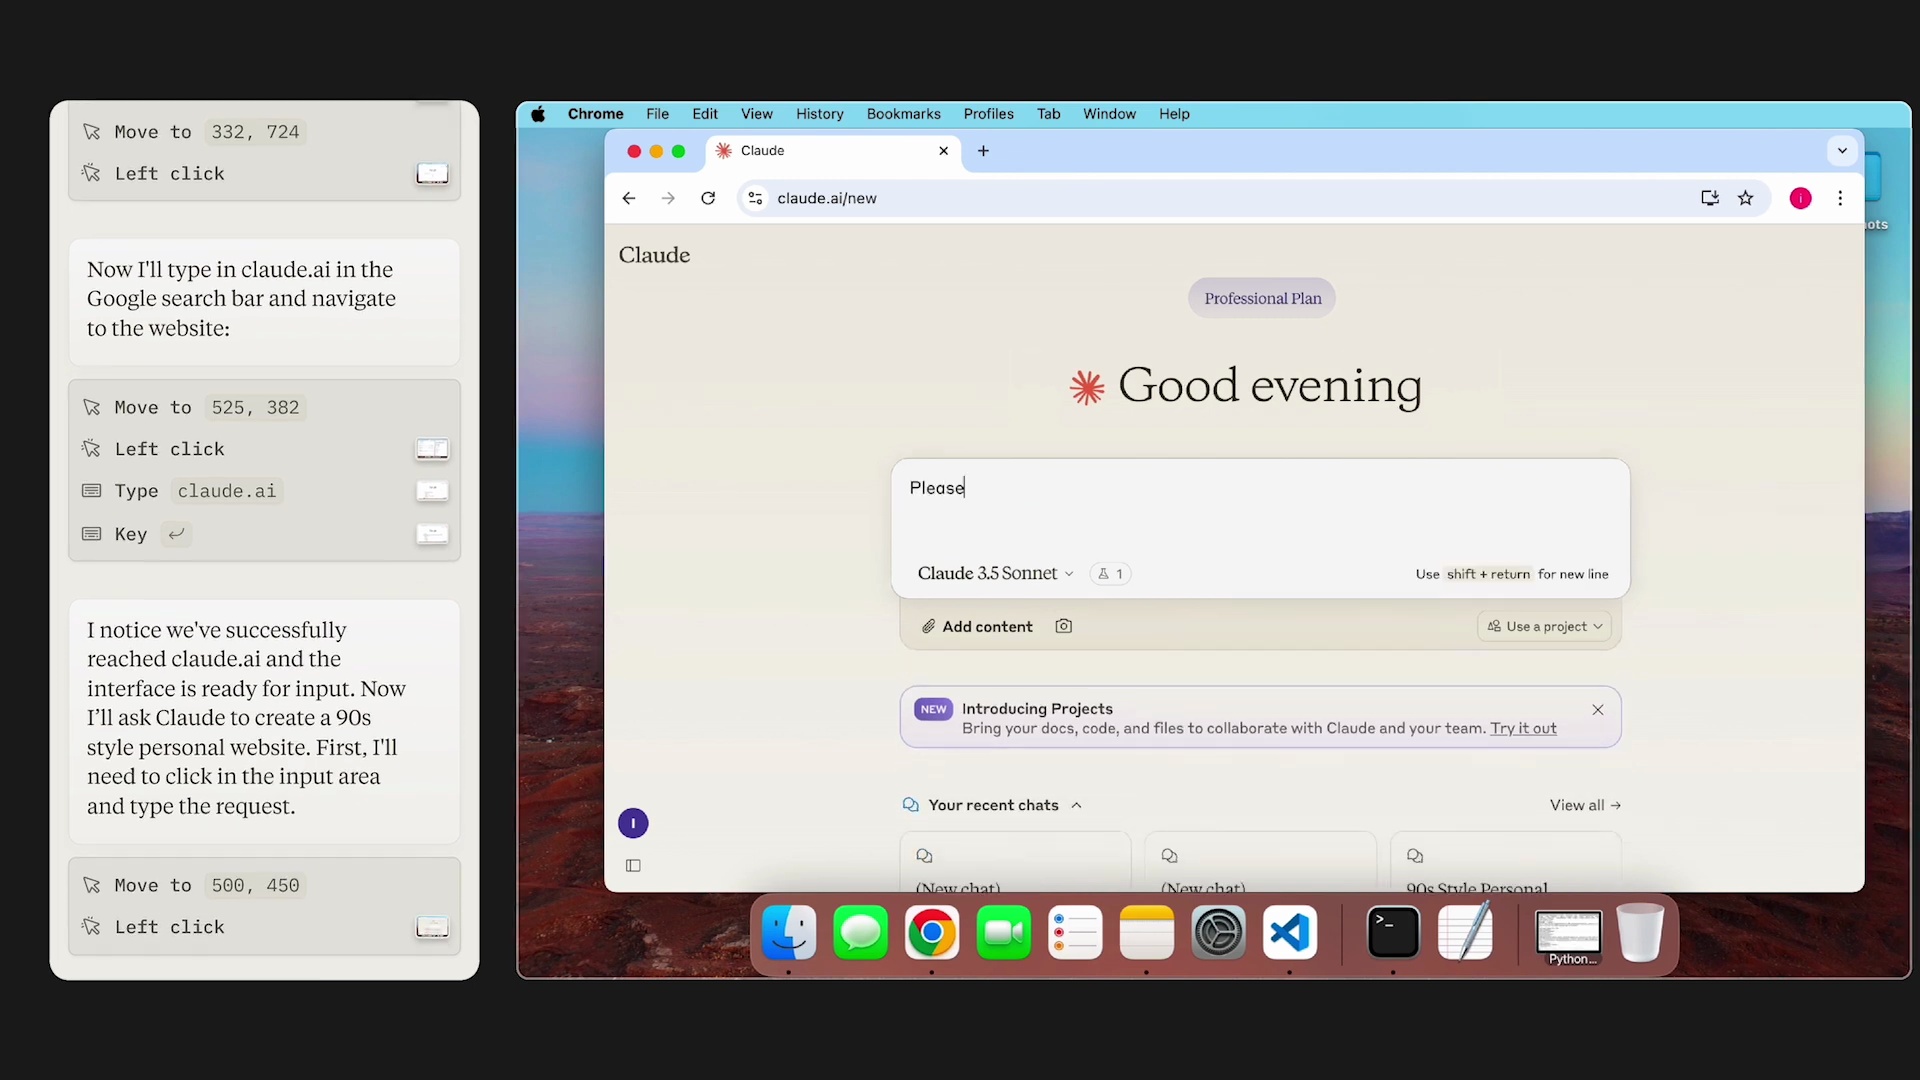 Move to 332, 724
Left click
Now I'll type in claude.ai in the
Google search bar and navigate
to the website:
Move to 525, 382
Left click
Type claude.ai
Key
I notice we've successfully
reached claude.ai and the
interface is ready for input. Now
I'll ask Claude to create a 90s
style personal website. First, I'll
need to click in the input area
and type the request.
Move to 500, 450
Left click
Chrome File Edit View History Bookmarks Profiles Tab Window Help
Claude
claude.ai/new
i
ots
Claude
Professional Plan
Good evening
Please
Claude 3.5 Sonnet
1
Use shift + return for new line
Add content
Use a project
NEW Introducing Projects
Bring your docs, code, and files to collaborate with Claude and your team. Try it out
Your recent chats
View all →
I
(New chat)
(New chat)
90s Style Personal
Python...